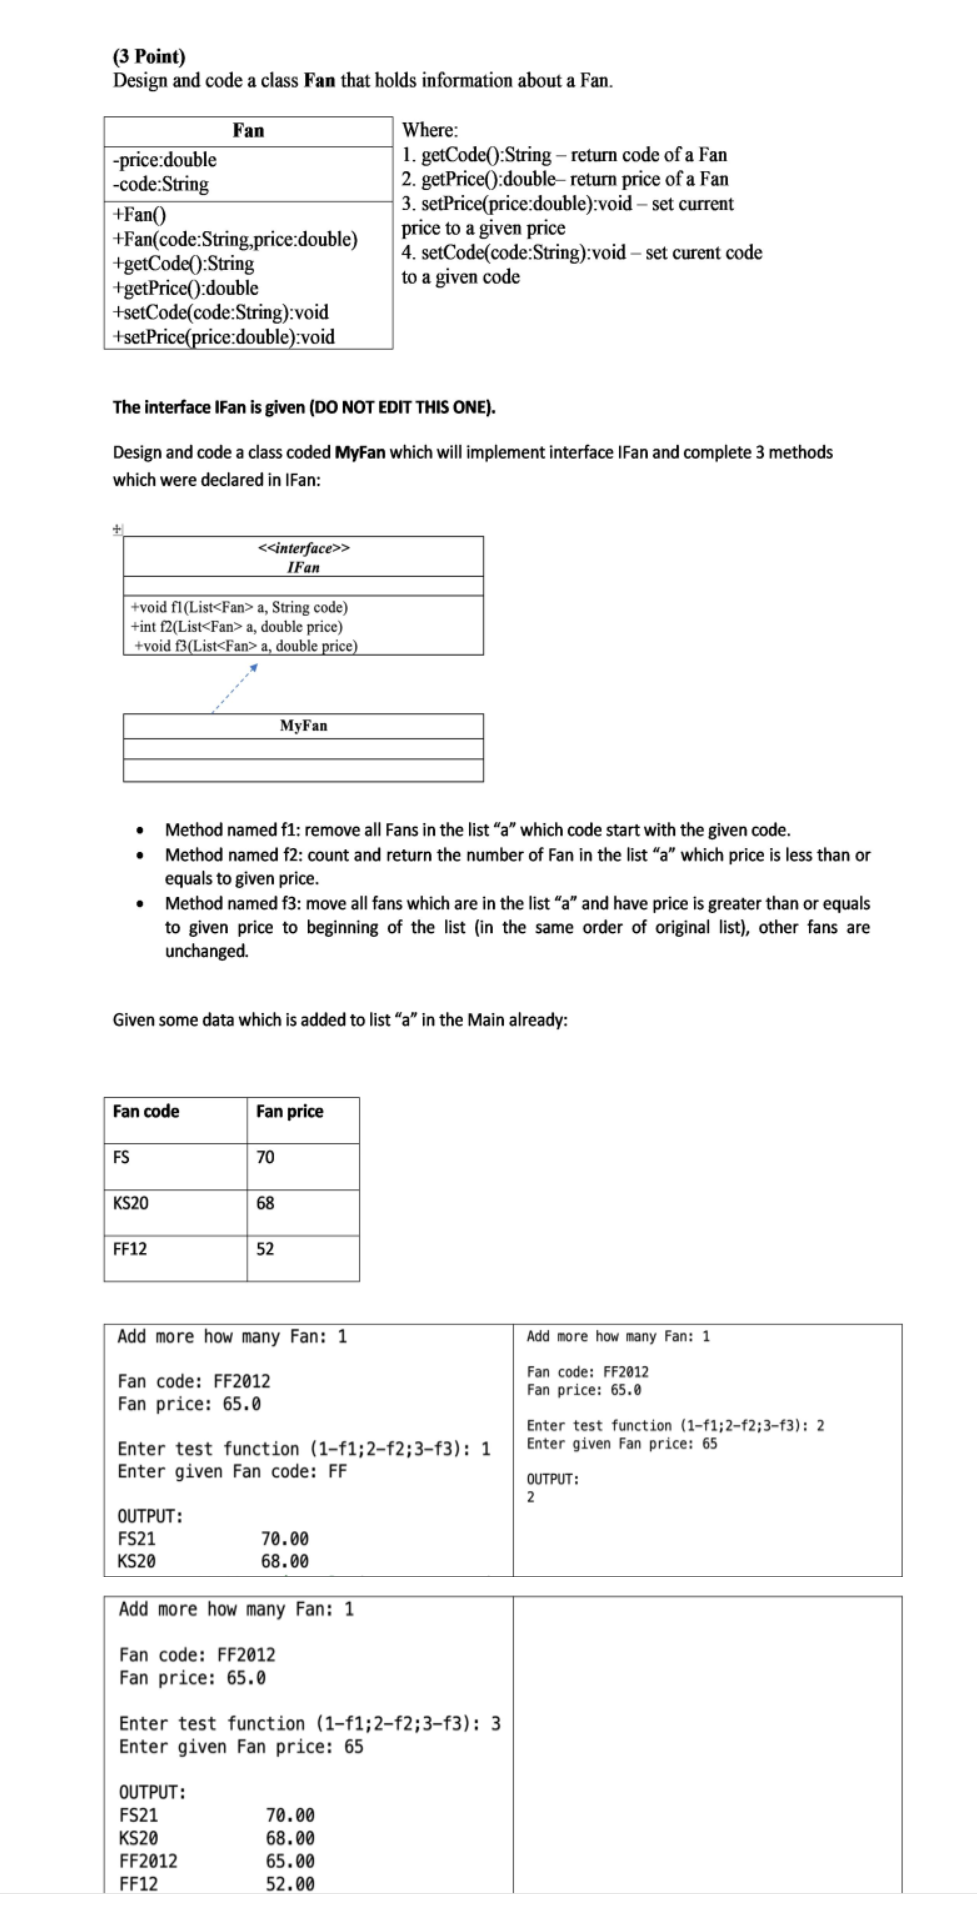 (3 Point)
Design and code a class Fan that holds information about a Fan.
Fan
-price:double
-code:String
+Fan()
+Fan(code:String,price:double)
+getCode():String
+getPrice():double
+setCode(code:String):void
+setPrice(price:double):void
Where:
1. getCode():String – return code of a Fan
2. getPrice():double– return price of a Fan
3. setPrice(price:double):void – set current
price to a given price
4. setCode(code:String):void – set curent code
to a given code
The interface IFan is given (DO NOT EDIT THIS ONE).
Design and code a class coded MyFan which will implement interface IFan and complete 3 methods
which were declared in IFan:
<<interface>>
IFan
+void f1(List<Fan> a, String code)
+int f2(List<Fan> a, double price)
+void f3(List<Fan> a, double price)
MyFan
• Method named f1: remove all Fans in the list “a” which code start with the given code.
• Method named f2: count and return the number of Fan in the list “a” which price is less than or
equals to given price.
• Method named f3: move all fans which are in the list “a” and have price is greater than or equals
to given price to beginning of the list (in the same order of original list), other fans are
unchanged.
Given some data which is added to list “a” in the Main already:
Fan code Fan price
FS 70
KS20 68
FF12 52
Add more how many Fan: 1
Fan code: FF2012
Fan price: 65.0
Enter test function (1-f1;2-f2;3-f3): 1
Enter given Fan code: FF
OUTPUT:
FS21 70.00
KS20 68.00
Add more how many Fan: 1
Fan code: FF2012
Fan price: 65.0
Enter test function (1-f1;2-f2;3-f3): 2
Enter given Fan price: 65
OUTPUT:
2
Add more how many Fan: 1
Fan code: FF2012
Fan price: 65.0
Enter test function (1-f1;2-f2;3-f3): 3
Enter given Fan price: 65
OUTPUT:
FS21 70.00
KS20 68.00
FF2012 65.00
FF12 52.00